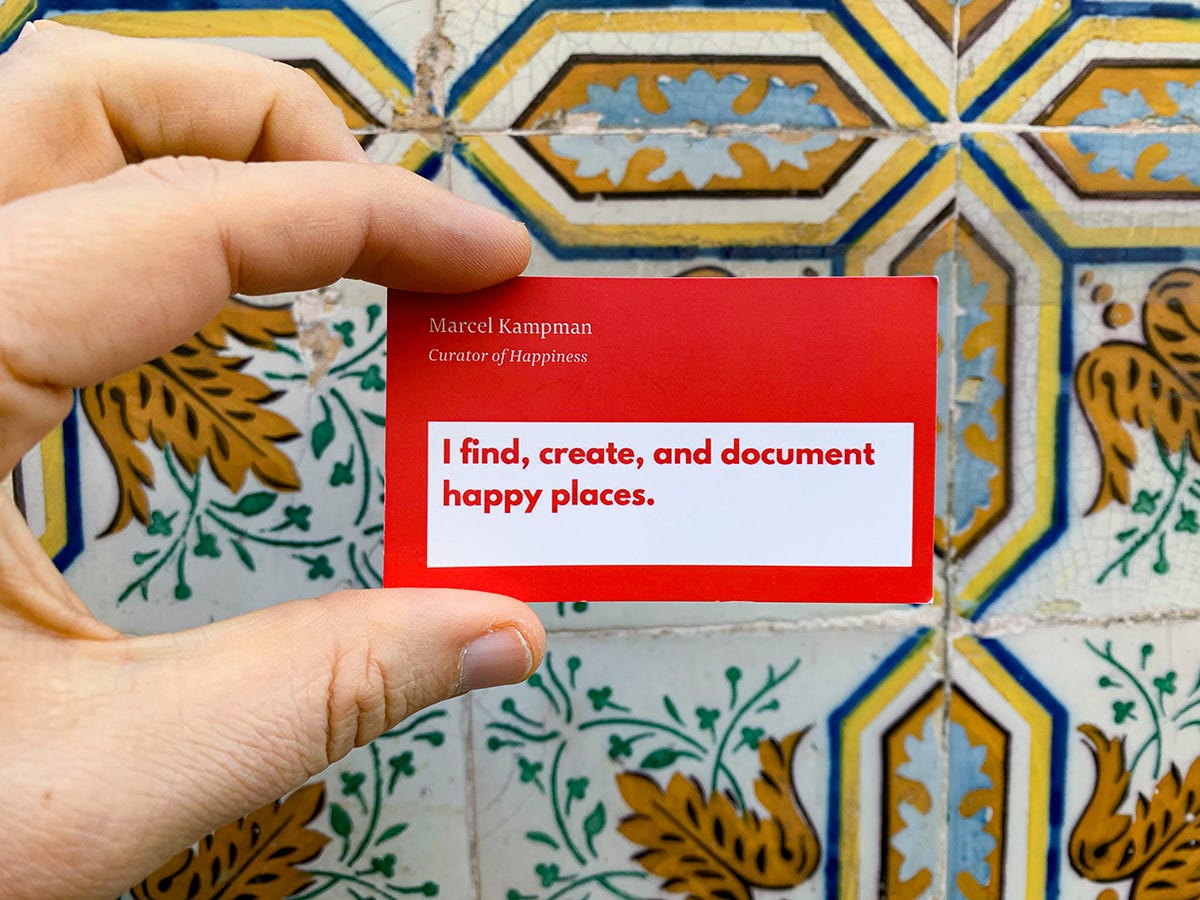 Marcel Kampman
Curator of Happiness
I find, create, and document
happy places.